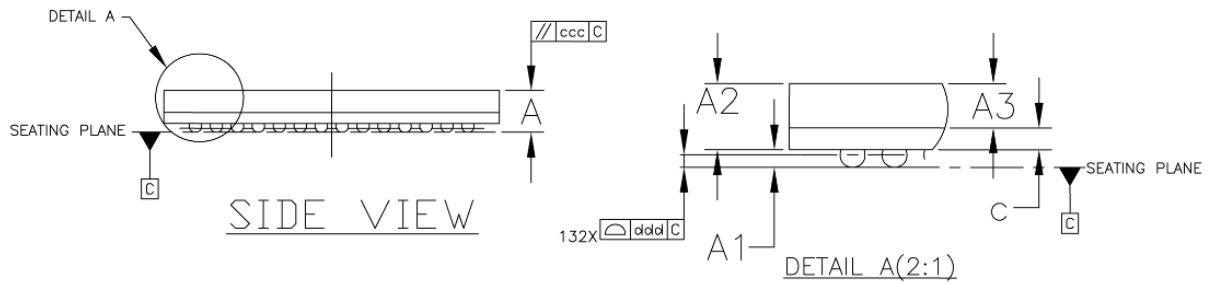 DETAIL A
// ccc C
A
SEATING PLANE
C
SIDE VIEW
A2
A3
SEATING PLANE
C
132X ⌓ ddd C
A1
c
DETAIL A(2:1)